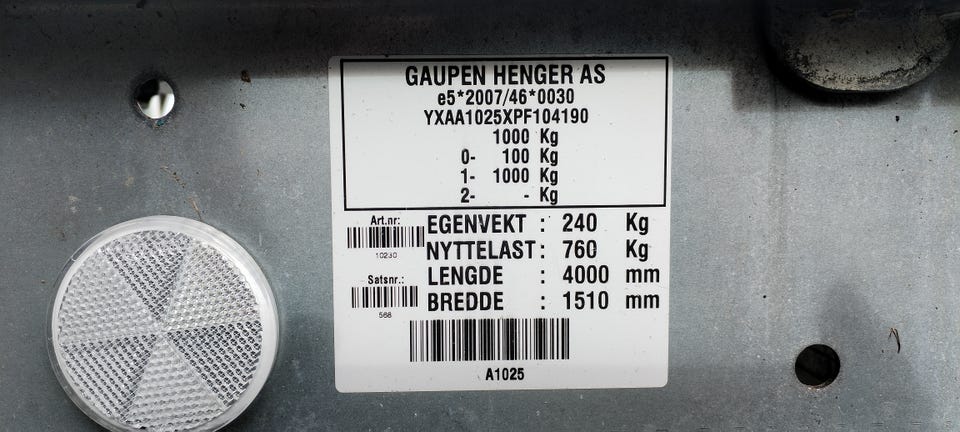 GAUPEN HENGER AS
e5*2007/46*0030
YXAA1025XPF104190
1000 Kg
0- 100 Kg
1- 1000 Kg
2- - Kg
Art.nr:
10230
Satsnr.:
568
EGENVEKT : 240 Kg
NYTTELAST : 760 Kg
LENGDE : 4000 mm
BREDDE : 1510 mm
A1025